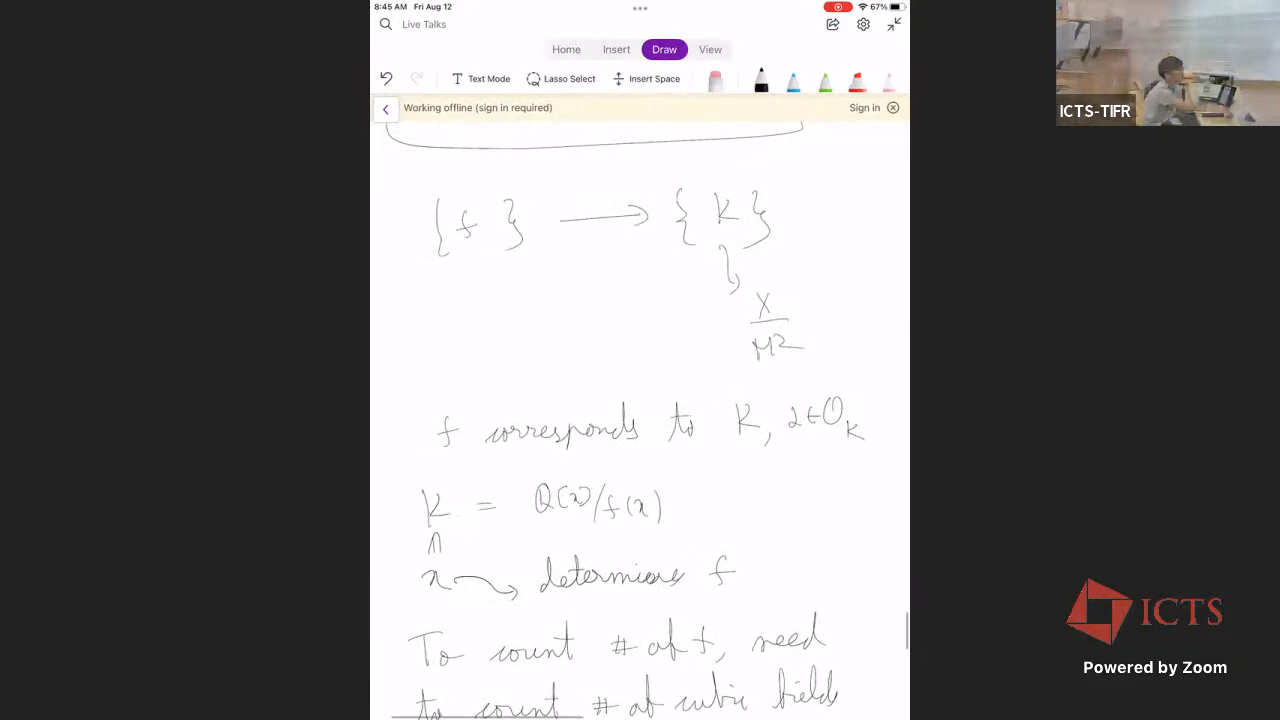 8:45 AM Fri Aug 12
67%
Live Talks
Home Insert Draw View
Text Mode Lasso Select Insert Space
Working offline (sign in required) Sign in
ICTS-TIFR
{ f } → { K }
X
M2
f corresponds to K, α ∈ O_K
K = Q[x]/f(x)
x determines f
To count # of f, need
to count # of cubic fields
ICTS
Powered by Zoom